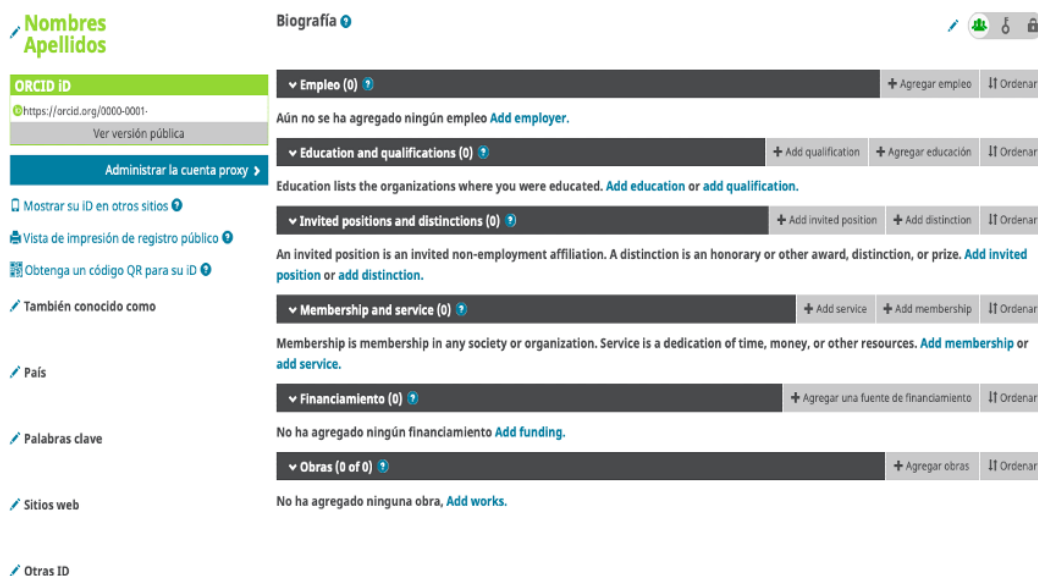 Nombres
Apellidos
ORCID iD
https://orcid.org/0000-0001-
Ver versión pública
Administrar la cuenta proxy
Mostrar su iD en otros sitios
Vista de impresión de registro público
Obtenga un código QR para su iD
También conocido como
País
Palabras clave
Sitios web
Otras ID
Biografía
Empleo (0) Agregar empleo Ordenar
Aún no se ha agregado ningún empleo Add employer.
Education and qualifications (0) Add qualification Agregar educación Ordenar
Education lists the organizations where you were educated. Add education or add qualification.
Invited positions and distinctions (0) Add invited position Add distinction Ordenar
An invited position is an invited non-employment affiliation. A distinction is an honorary or other award, distinction, or prize. Add invited
position or add distinction.
Membership and service (0) Add service Add membership Ordenar
Membership is membership in any society or organization. Service is a dedication of time, money, or other resources. Add membership or
add service.
Financiamiento (0) Agregar una fuente de financiamiento Ordenar
No ha agregado ningún financiamiento Add funding.
Obras (0 of 0) Agregar obras Ordenar
No ha agregado ninguna obra, Add works.